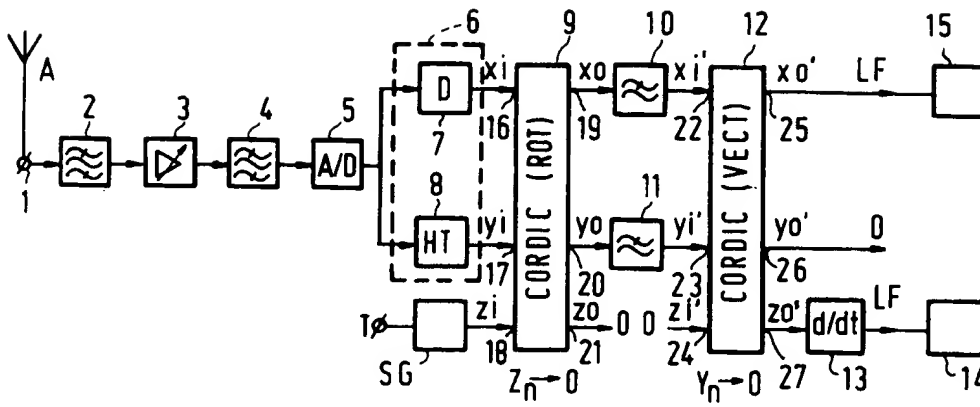 A
1
2
3
4
5
A/D
6
D
7
8
HT
xi
16
yi
17
T
SG
zi
18
9
CORDIC (ROT)
Zn→0
xo
19
yo
20
zo
21
0 0
10
11
xi'
22
yi'
23
zi'
24
12
CORDIC (VECT)
Yn→0
xo'
25
LF
15
yo'
26
0
zo'
27
d/dt
13
LF
14